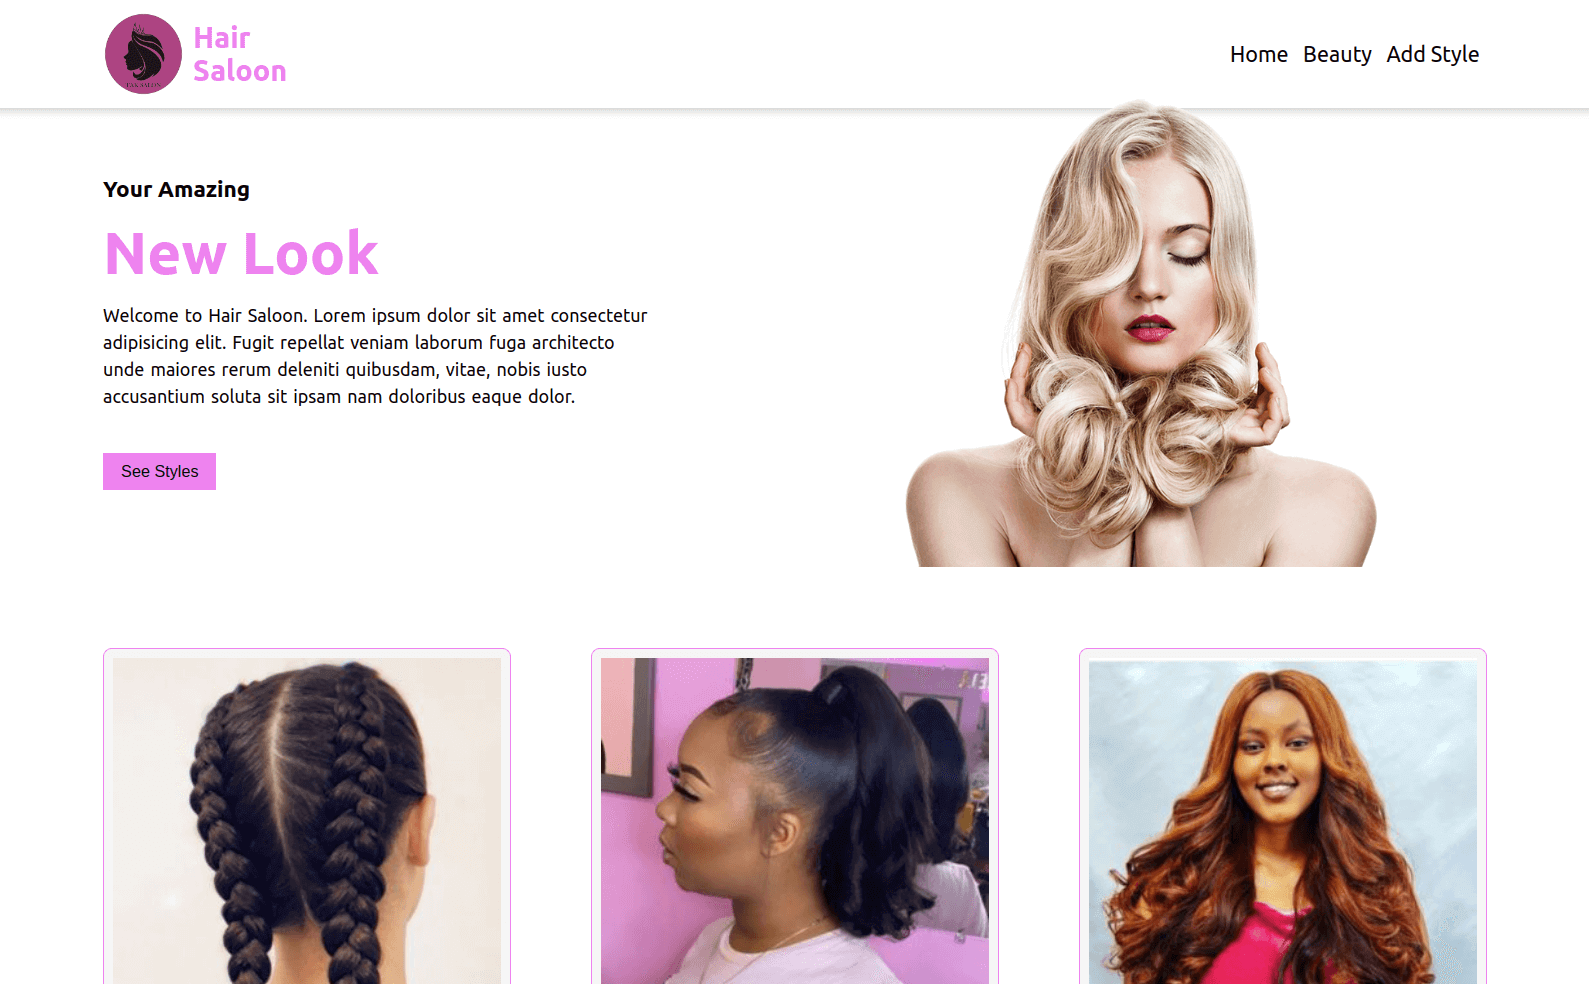 Hair
Saloon
Home Beauty Add Style
Your Amazing
New Look
Welcome to Hair Saloon. Lorem ipsum dolor sit amet consectetur
adipisicing elit. Fugit repellat veniam laborum fuga architecto
unde maiores rerum deleniti quibusdam, vitae, nobis iusto
accusantium soluta sit ipsam nam doloribus eaque dolor.
See Styles